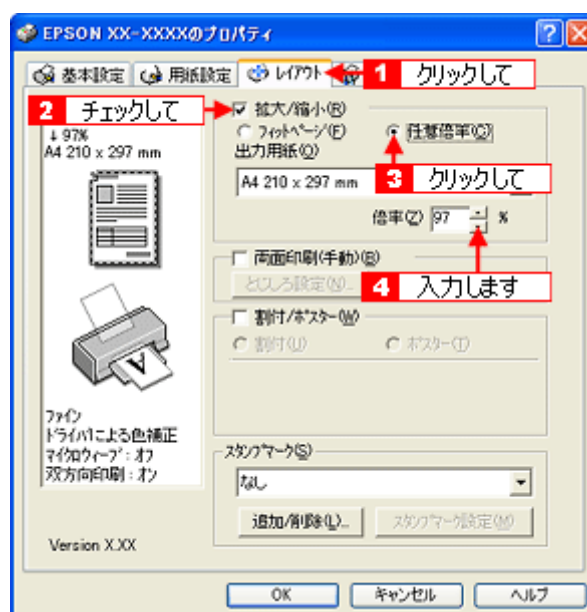 EPSON XX-XXXXのプロパティ
基本設定 用紙設定 レイアウト 1 クリックして
2 チェックして
拡大/縮小(R)
フィットページ(E) 任意倍率(C)
↓ 97%
A4 210 x 297 mm
出力用紙(O)
A4 210 x 297 mm
3 クリックして
倍率(Z) 97 %
両面印刷(手動)(B)
とじしろ設定(N)...
4 入力します
割付/ポスター(W)
割付(U) ポスター(T)
ファイン
ドライバによる色補正
マイクロウィーブ : オフ
双方向印刷 : オン
スタンプマーク(S)
なし
追加/削除(L)...
スタンプマーク設定(M)
Version X.XX
OK キャンセル ヘルプ